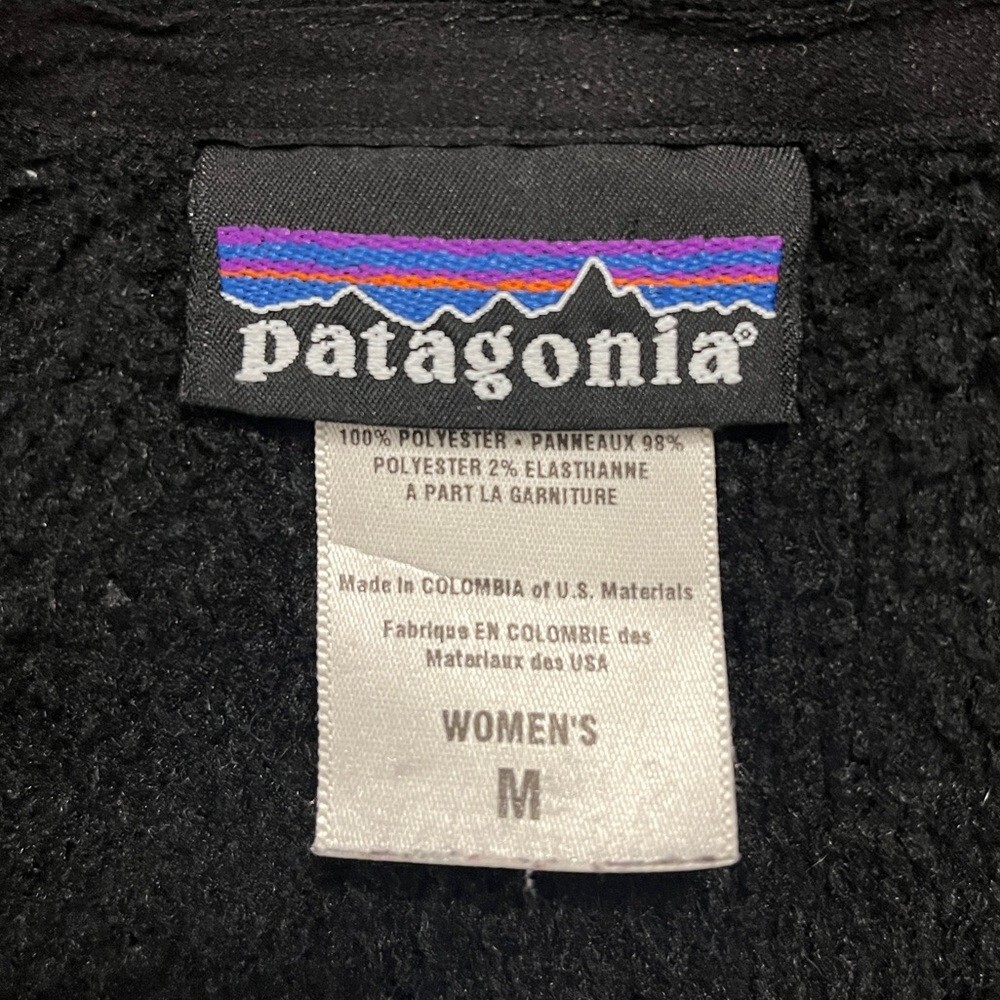 patagonia®
100% POLYESTER • PANNEAUX 98%
POLYESTER 2% ELASTHANNE
A PART LA GARNITURE
Made In COLOMBIA of U.S. Materials
Fabrique EN COLOMBIE des
Materiaux des USA
WOMEN'S
M